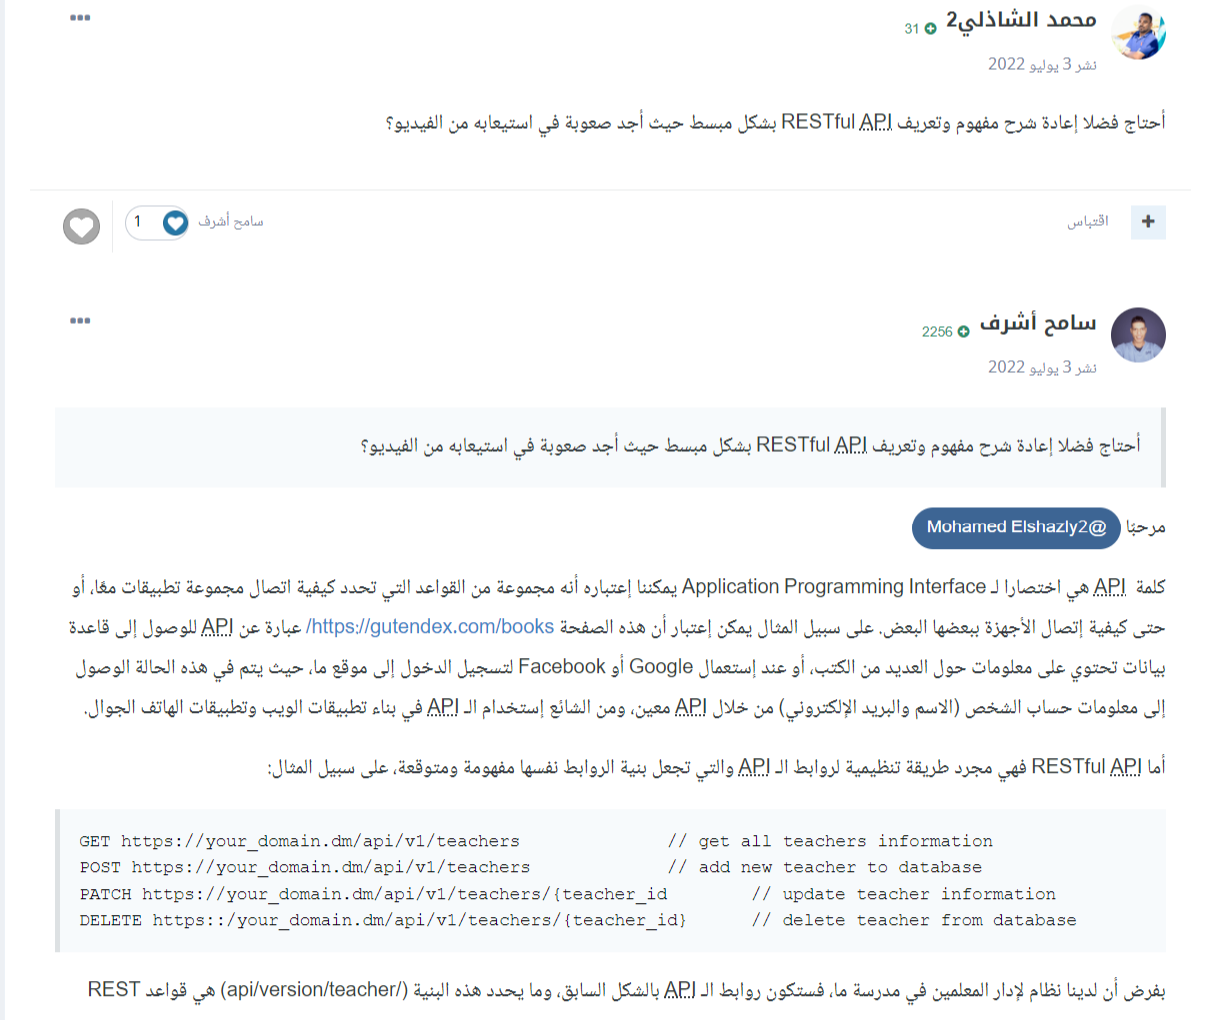 محمد الشاذلي2 31
نشر 3 يوليو 2022
أحتاج فضلا إعادة شرح مفهوم وتعريف RESTful API بشكل مبسط حيث أجد صعوبة في استيعابه من الفيديو؟
+ اقتباس
سامح أشرف 1
سامح أشرف 2256
نشر 3 يوليو 2022
أحتاج فضلا إعادة شرح مفهوم وتعريف RESTful API بشكل مبسط حيث أجد صعوبة في استيعابه من الفيديو؟
مرحبًا @Mohamed Elshazly2
كلمة API هي اختصارا لـ Application Programming Interface يمكننا إعتباره أنه مجموعة من القواعد التي تحدد كيفية اتصال مجموعة تطبيقات معًا، أو
حتى كيفية إتصال الأجهزة ببعضها البعض. على سبيل المثال يمكن إعتبار أن هذه الصفحة https://gutendex.com/books/ عبارة عن API للوصول إلى قاعدة
بيانات تحتوي على معلومات حول العديد من الكتب، أو عند إستعمال Google أو Facebook لتسجيل الدخول إلى موقع ما، حيث يتم في هذه الحالة الوصول
إلى معلومات حساب الشخص (الاسم والبريد الإلكتروني) من خلال API معين، ومن الشائع إستخدام الـ API في بناء تطبيقات الويب وتطبيقات الهاتف الجوال.
أما RESTful API فهي مجرد طريقة تنظيمية لروابط الـ API والتي تجعل بنية الروابط نفسها مفهومة ومتوقعة، على سبيل المثال:
GET https://your_domain.dm/api/v1/teachers // get all teachers information
POST https://your_domain.dm/api/v1/teachers // add new teacher to database
PATCH https://your_domain.dm/api/v1/teachers/{teacher_id // update teacher information
DELETE https::/your_domain.dm/api/v1/teachers/{teacher_id} // delete teacher from database
بفرض أن لدينا نظام لإدار المعلمين في مدرسة ما، فستكون روابط الـ API بالشكل السابق، وما يحدد هذه البنية (api/version/teacher/) هي قواعد REST